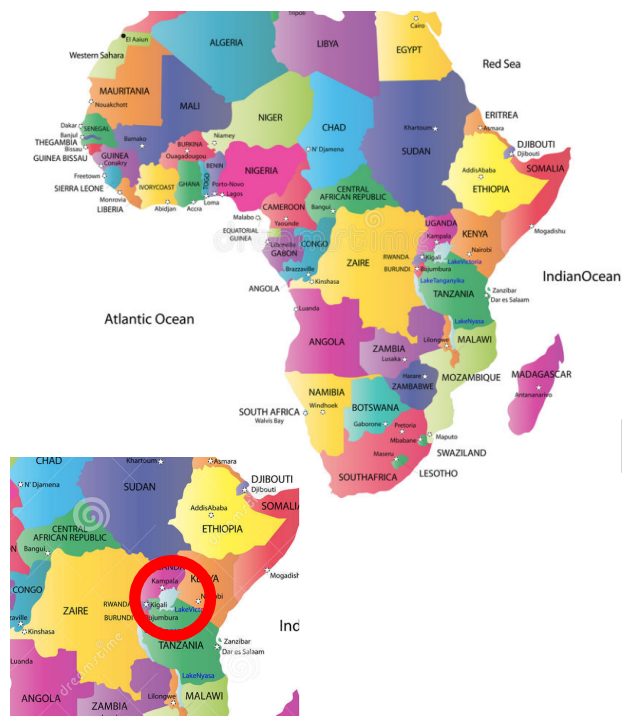 Tripoli
Cairo
El Aaiun
ALGERIA
LIBYA
EGYPT
Western Sahara
Red Sea
MAURITANIA
Nouakchott
MALI
NIGER
CHAD
Khartoum
SUDAN
ERITREA
Asmara
Dakar
SENEGAL
Banjul
THEGAMBIA
Bissau
GUINEA BISSAU
Bamako
BURKINA
Ouagadougou
Niamey
N' Djamena
DJIBOUTI
Djibouti
GUINEA
Conakry
BENIN
NIGERIA
AddisAbaba
ETHIOPIA
SOMALIA
Freetown
SIERRA LEONE
IVORYCOAST
GHANA
TOGO
Porto-Novo
Lagos
Monrovia
LIBERIA
Abidjan
Accra
Loma
CENTRAL
AFRICAN REPUBLIC
Bangui
CAMEROON
Yaounde
Malabo
EQUATORIAL
GUINEA
Libreville
GABON
CONGO
UGANDA
Kampala
KENYA
Nairobi
Mogadishu
ZAIRE
RWANDA
Kigali
LakeVictoria
BURUNDI
Bujumbura
LakeTanganyika
IndianOcean
Brazzaville
Kinshasa
ANGOLA
TANZANIA
Zanzibar
Dar es Salaam
Luanda
Atlantic Ocean
LakeNyasa
ANGOLA
ZAMBIA
Lusaka
Lilongwe
MALAWI
Harare
ZAMBABWE
MOZAMBIQUE
MADAGASCAR
Antananarivo
NAMIBIA
Windhoek
BOTSWANA
Gaborone
SOUTH AFRICA
Walvis Bay
Pretoria
Mbabane
Maputo
SWAZILAND
Maseru
SOUTHAFRICA
LESOTHO
CHAD
Khartoum
Asmara
N' Djamena
SUDAN
DJIBOUTI
Djibouti
AddisAbaba
SOMALI
ETHIOPIA
CENTRAL
AFRICAN REPUBLIC
Bangui
Kampala
KENYA
Mogadish
CONGO
ZAIRE
RWANDA
Kigali
LakeVict
BURUNDI
Bujumbura
zaville
Kinshasa
Ind
TANZANIA
Zanzibar
Dar es Salaam
Luanda
LakeNyasa
ANGOLA
ZAMBIA
Lilongwe
MALAWI
dreamstime